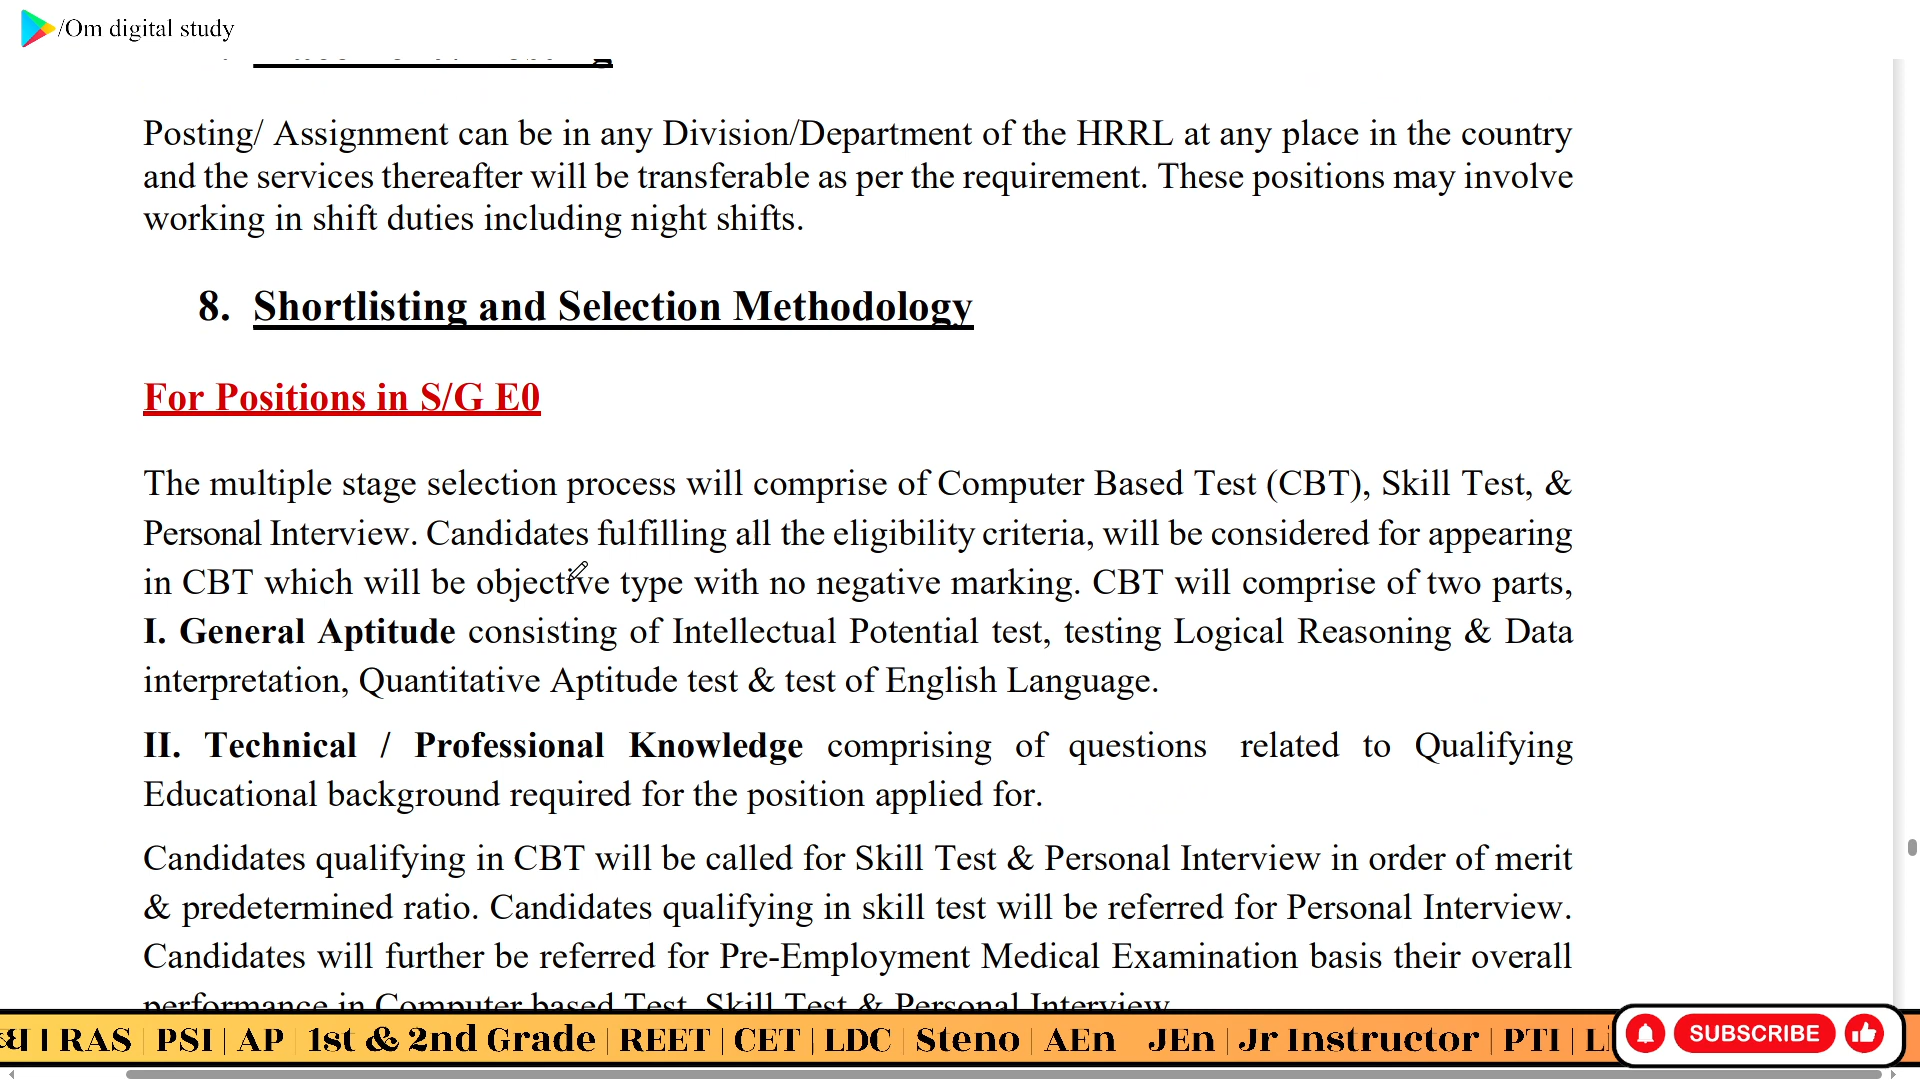 /Om digital study
Posting/ Assignment can be in any Division/Department of the HRRL at any place in the country
and the services thereafter will be transferable as per the requirement. These positions may involve
working in shift duties including night shifts.
8. Shortlisting and Selection Methodology
For Positions in S/G E0
The multiple stage selection process will comprise of Computer Based Test (CBT), Skill Test, &
Personal Interview. Candidates fulfilling all the eligibility criteria, will be considered for appearing
in CBT which will be objective type with no negative marking. CBT will comprise of two parts,
I. General Aptitude consisting of Intellectual Potential test, testing Logical Reasoning & Data
interpretation, Quantitative Aptitude test & test of English Language.
II. Technical / Professional Knowledge comprising of questions related to Qualifying
Educational background required for the position applied for.
Candidates qualifying in CBT will be called for Skill Test & Personal Interview in order of merit
& predetermined ratio. Candidates qualifying in skill test will be referred for Personal Interview.
Candidates will further be referred for Pre-Employment Medical Examination basis their overall
performance in Computer based Test, Skill Test & Personal Interview.
| RAS | PSI | AP | 1st & 2nd Grade | REET | CET | LDC | Steno | AEn JEn | Jr Instructor | PTI |
SUBSCRIBE